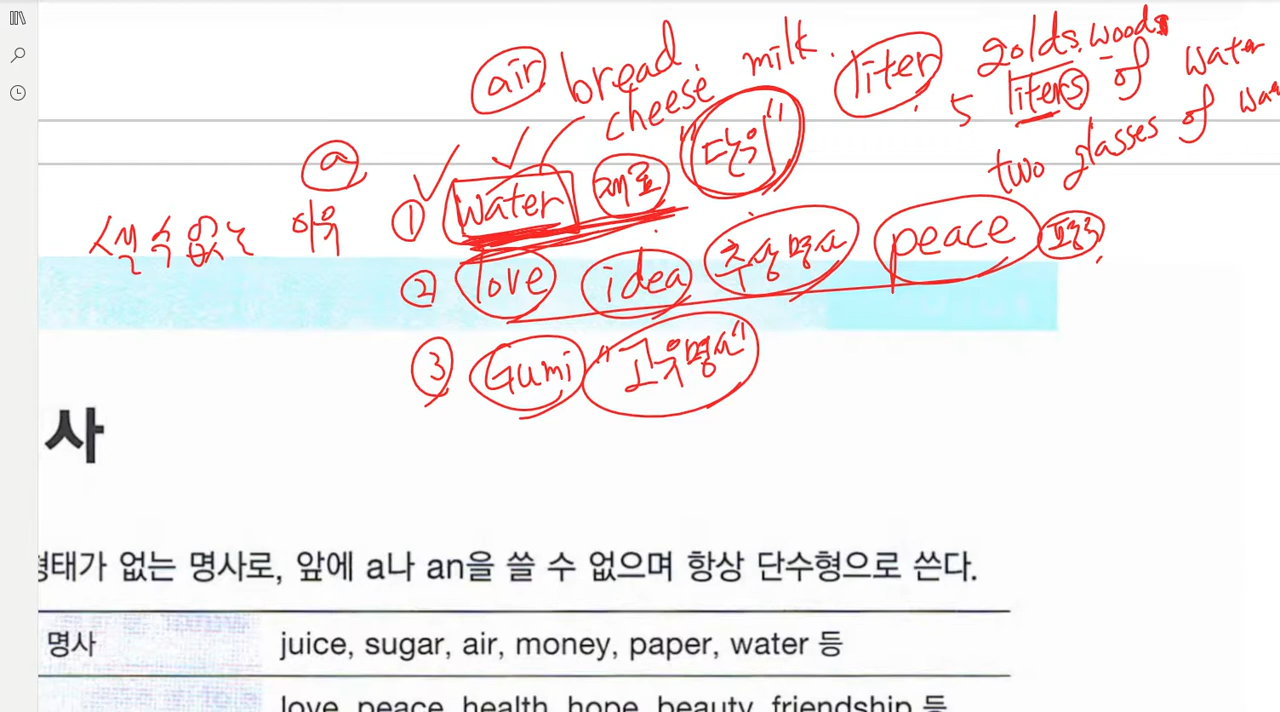 air bread. milk. liter golds. woods
cheese 5 liters of water
"단위" two glasses of wa
ⓐ
① water 재료
셀 수 없는 이유
② love idea 추상명사 peace 평화
③ Gumi "고유명사"
사
형태가 없는 명사로, 앞에 a나 an을 쓸 수 없으며 항상 단수형으로 쓴다.
명사 juice, sugar, air, money, paper, water 등
love, peace, health, hope, beauty, friendship 등